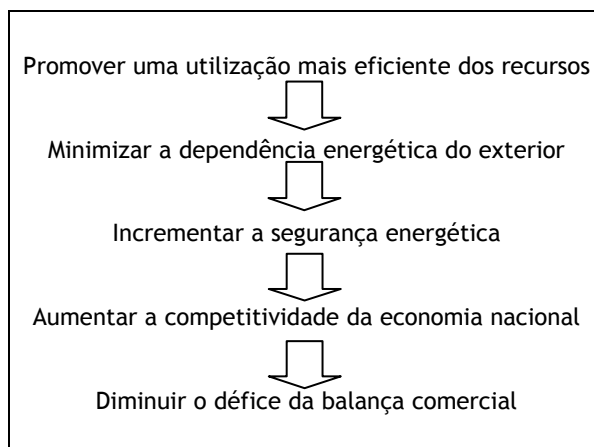 Promover uma utilização mais eficiente dos recursos
Minimizar a dependência energética do exterior
Incrementar a segurança energética
Aumentar a competitividade da economia nacional
Diminuir o défice da balança comercial